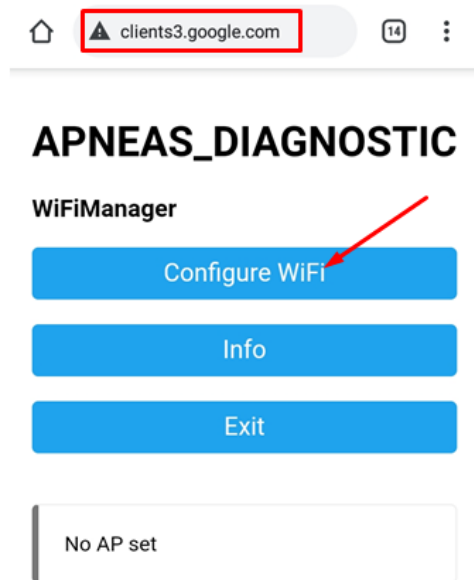 clients3.google.com 14
APNEAS_DIAGNOSTIC
WiFiManager
Configure WiFi
Info
Exit
No AP set